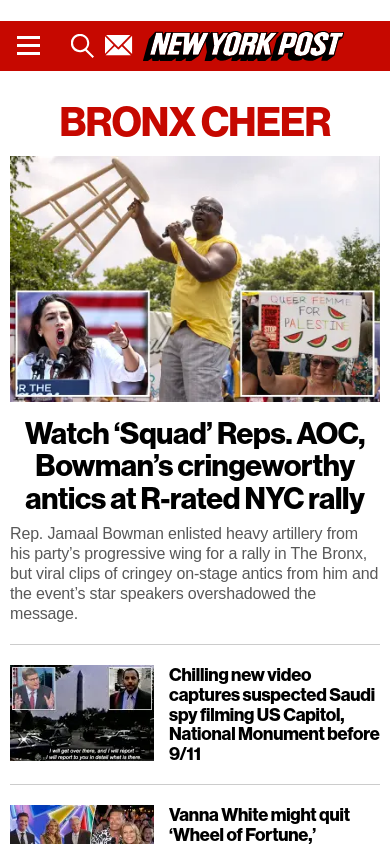 NEW YORK POST
BRONX CHEER
QUEER FEMME
FOR
PALESTINE
R THE
Watch ‘Squad’ Reps. AOC,
Bowman’s cringeworthy
antics at R-rated NYC rally
Rep. Jamaal Bowman enlisted heavy artillery from
his party’s progressive wing for a rally in The Bronx,
but viral clips of cringey on-stage antics from him and
the event’s star speakers overshadowed the
message.
Chilling new video
captures suspected Saudi
spy filming US Capitol,
National Monument before
9/11
I will get over there, and I will report –
I will report to you in detail what is there.
Vanna White might quit
‘Wheel of Fortune,’